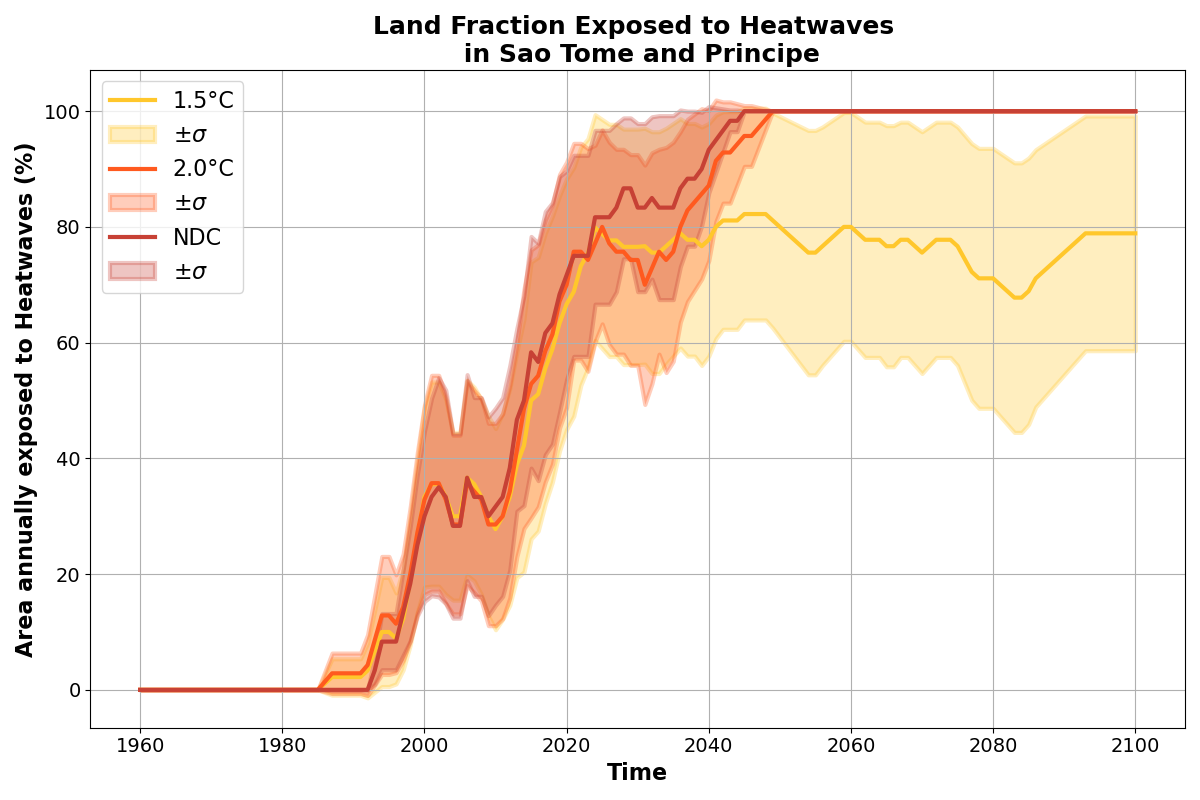 Land Fraction Exposed to Heatwaves
in Sao Tome and Principe
Area annually exposed to Heatwaves (%)
100
80
60
40
20
0
1.5°C
±σ
2.0°C
±σ
NDC
±σ
1960 1980 2000 2020 2040 2060 2080 2100
Time